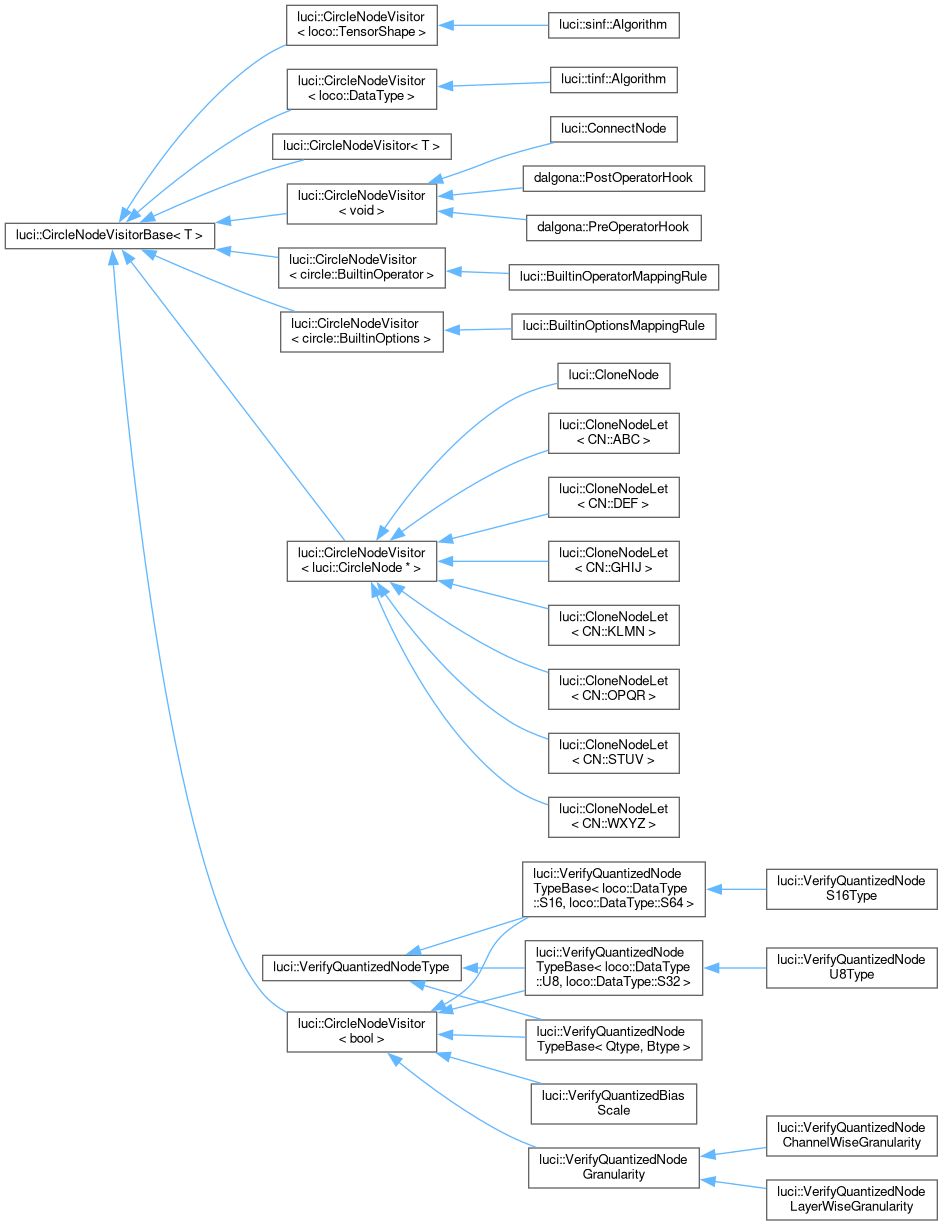 luci::CircleNodeVisitor
< loco::TensorShape >
luci::sinf::Algorithm
luci::CircleNodeVisitor
< loco::DataType >
luci::tinf::Algorithm
luci::CircleNodeVisitor< T >
luci::ConnectNode
luci::CircleNodeVisitor
< void >
dalgona::PostOperatorHook
dalgona::PreOperatorHook
luci::CircleNodeVisitorBase< T >
luci::CircleNodeVisitor
< circle::BuiltinOperator >
luci::BuiltinOperatorMappingRule
luci::CircleNodeVisitor
< circle::BuiltinOptions >
luci::BuiltinOptionsMappingRule
luci::CloneNode
luci::CloneNodeLet
< CN::ABC >
luci::CloneNodeLet
< CN::DEF >
luci::CircleNodeVisitor
< luci::CircleNode * >
luci::CloneNodeLet
< CN::GHIJ >
luci::CloneNodeLet
< CN::KLMN >
luci::CloneNodeLet
< CN::OPQR >
luci::CloneNodeLet
< CN::STUV >
luci::CloneNodeLet
< CN::WXYZ >
luci::VerifyQuantizedNode
TypeBase< loco::DataType
::S16, loco::DataType::S64 >
luci::VerifyQuantizedNode
S16Type
luci::VerifyQuantizedNodeType
luci::VerifyQuantizedNode
TypeBase< loco::DataType
::U8, loco::DataType::S32 >
luci::VerifyQuantizedNode
U8Type
luci::CircleNodeVisitor
< bool >
luci::VerifyQuantizedNode
TypeBase< Qtype, Btype >
luci::VerifyQuantizedBias
Scale
luci::VerifyQuantizedNode
Granularity
luci::VerifyQuantizedNode
ChannelWiseGranularity
luci::VerifyQuantizedNode
LayerWiseGranularity